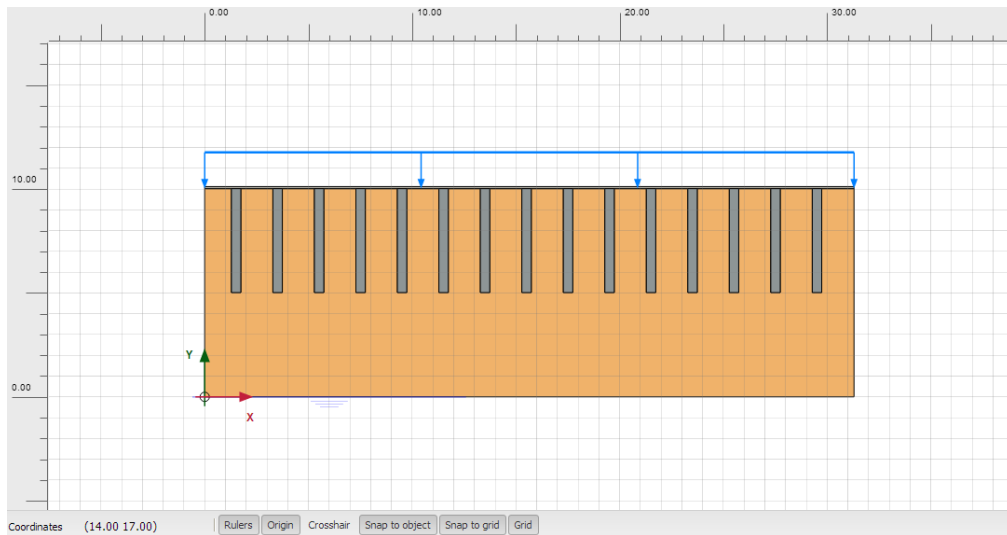 0.00 10.00 20.00 30.00
10.00
Y
0.00
X
Coordinates (14.00 17.00) Rulers Origin Crosshair Snap to object Snap to grid Grid